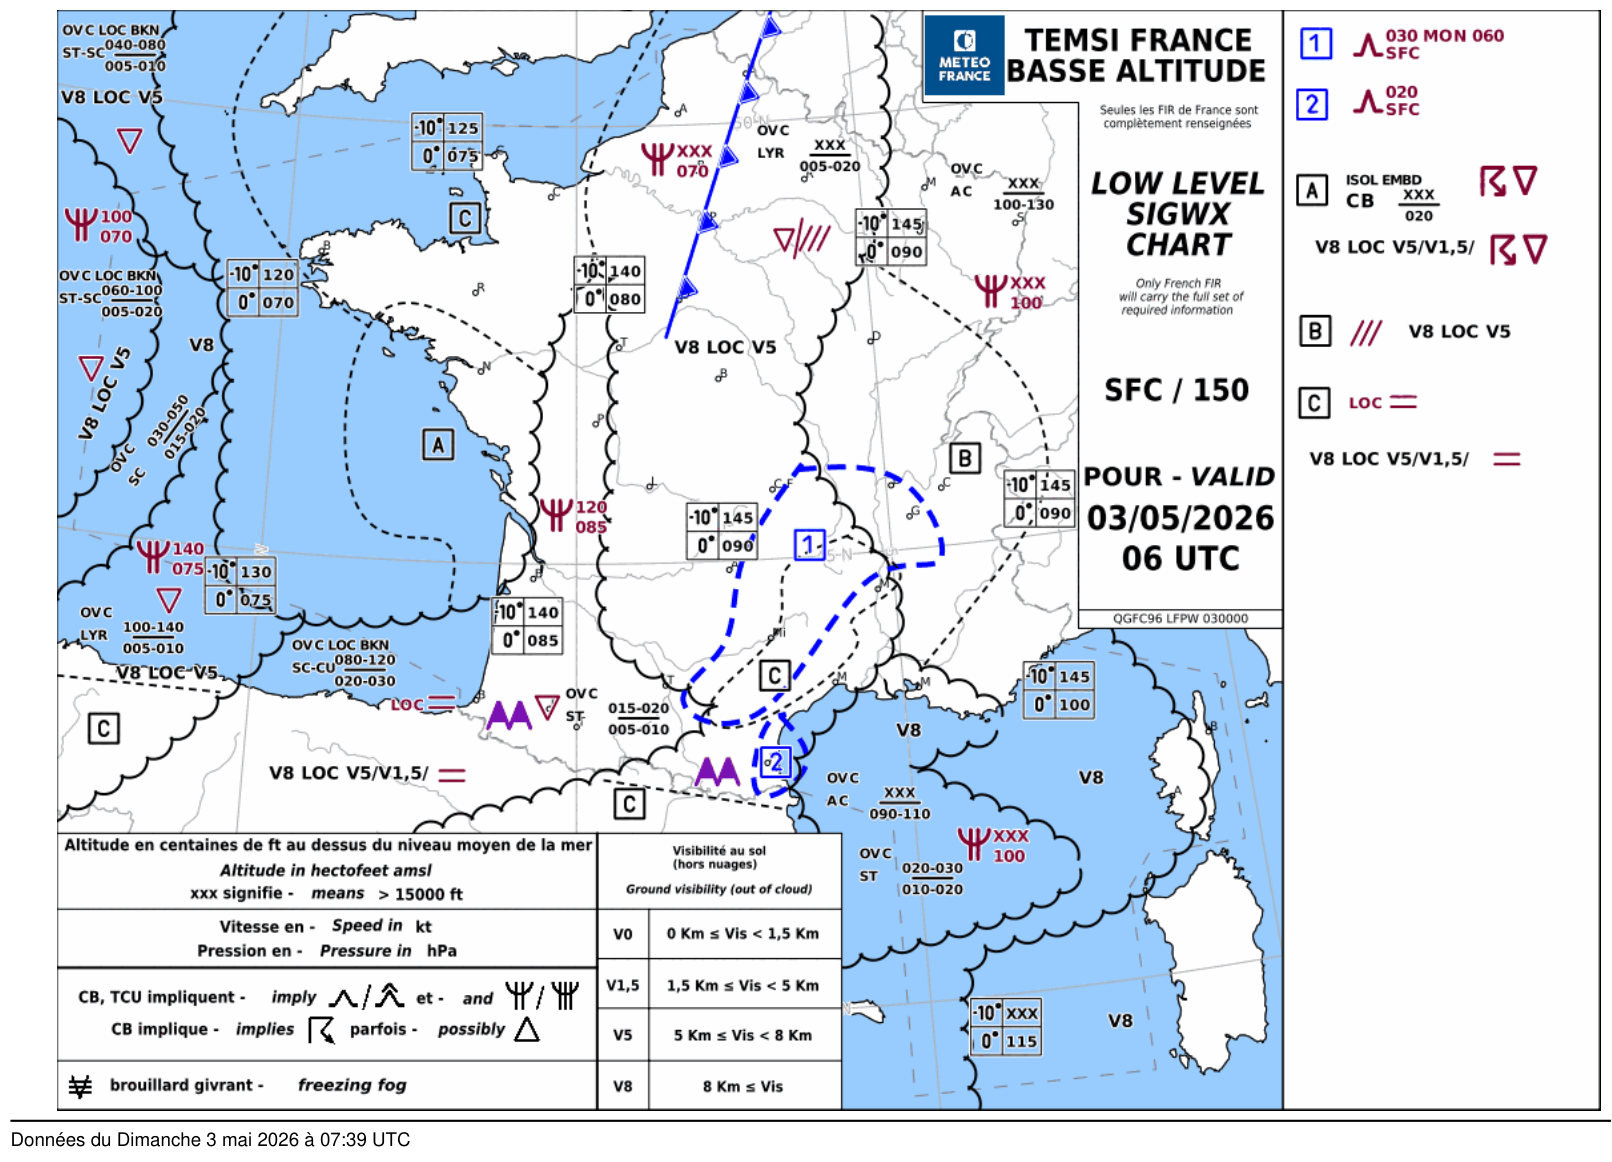 OVC LOC BKN
ST-SC 040-080
005-010
V8 LOC V5
100
070
OVC LOC BKN
ST-SC 060-100
005-020
V8
V8 LOC V5
OVC
SC
030-050
015-020
140
075
OVC
LYR
100-140
005-010
V8 LOC V5
C
-10° 120
0° 070
-10° 125
0° 075
C
B
R
N
A
-10° 130
0° 075
OVC LOC BKN
SC-CU 080-120
020-030
LOC
V8 LOC V5/V1,5/
-10° 140
0° 080
120
085
-10° 140
0° 085
OVC
ST
015-020
005-010
C
XXX
070
50°N
OVC
LYR
XXX
005-020
V8 LOC V5
T
B
P
L
-10° 145
0° 090
1
C
2
OVC
AC
XXX
100-130
-10° 145
0° 090
XXX
100
D
B
G
-10° 145
0° 090
Mi
M
-10° 145
0° 100
V8
OVC
AC
XXX
090-110
V8
XXX
100
OVC
ST
020-030
010-020
-10° XXX
0° 115
V8
METEO
FRANCE
TEMSI FRANCE
BASSE ALTITUDE
Seules les FIR de France sont
complètement renseignées
LOW LEVEL
SIGWX
CHART
Only French FIR
will carry the full set of
required information
SFC / 150
POUR - VALID
03/05/2026
06 UTC
QGFC96 LFPW 030000
1
030 MON 060
SFC
2
020
SFC
A
ISOL EMBD
CB XXX
020
V8 LOC V5/V1,5/
B
V8 LOC V5
C
LOC
V8 LOC V5/V1,5/
Altitude en centaines de ft au dessus du niveau moyen de la mer
Altitude in hectofeet amsl
xxx signifie - means > 15000 ft
Vitesse en - Speed in kt
Pression en - Pressure in hPa
CB, TCU impliquent - imply / et - and /
CB implique - implies parfois - possibly
brouillard givrant - freezing fog
Visibilité au sol
(hors nuages)
Ground visibility (out of cloud)
V0 0 Km ≤ Vis < 1,5 Km
V1,5 1,5 Km ≤ Vis < 5 Km
V5 5 Km ≤ Vis < 8 Km
V8 8 Km ≤ Vis
Données du Dimanche 3 mai 2026 à 07:39 UTC